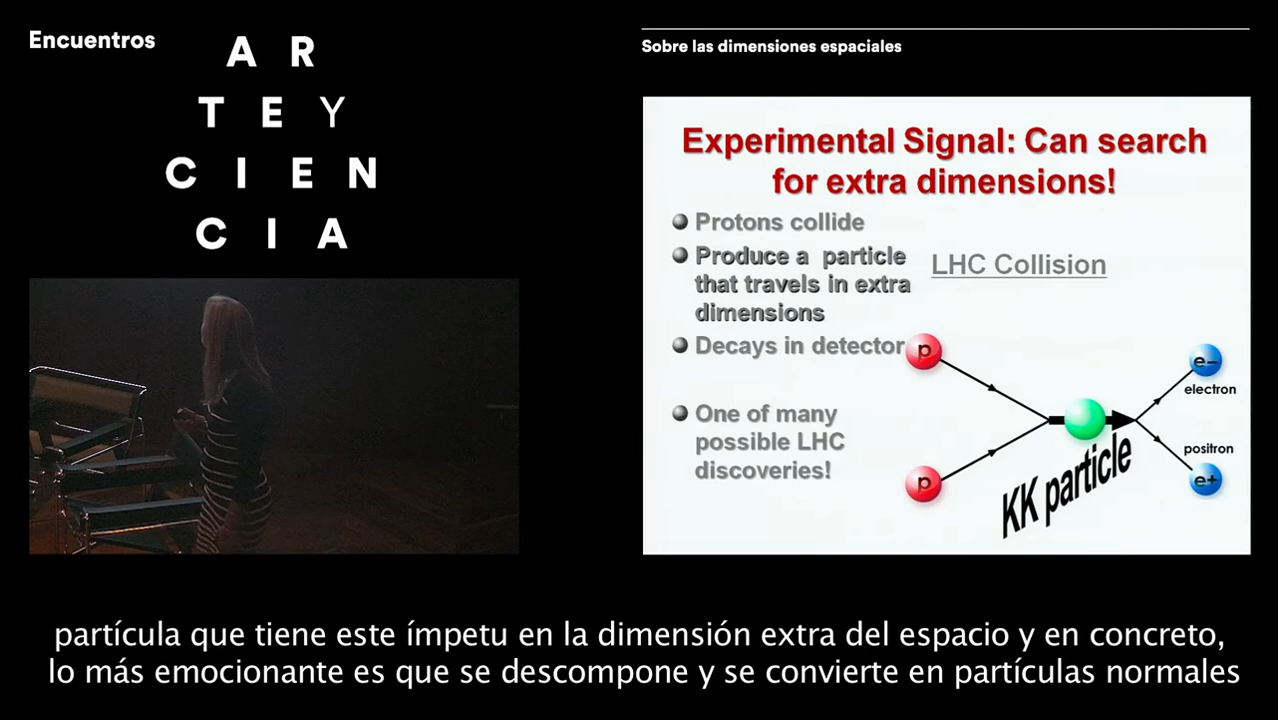 Encuentros
A R
T E Y
C I E N
C I A
Sobre las dimensiones espaciales
Experimental Signal: Can search
for extra dimensions!
Protons collide
Produce a particle
that travels in extra
dimensions
Decays in detector
One of many
possible LHC
discoveries!
LHC Collision
p
p
KK particle
e–
electron
positron
e+
partícula que tiene este ímpetu en la dimensión extra del espacio y en concreto,
lo más emocionante es que se descompone y se convierte en partículas normales